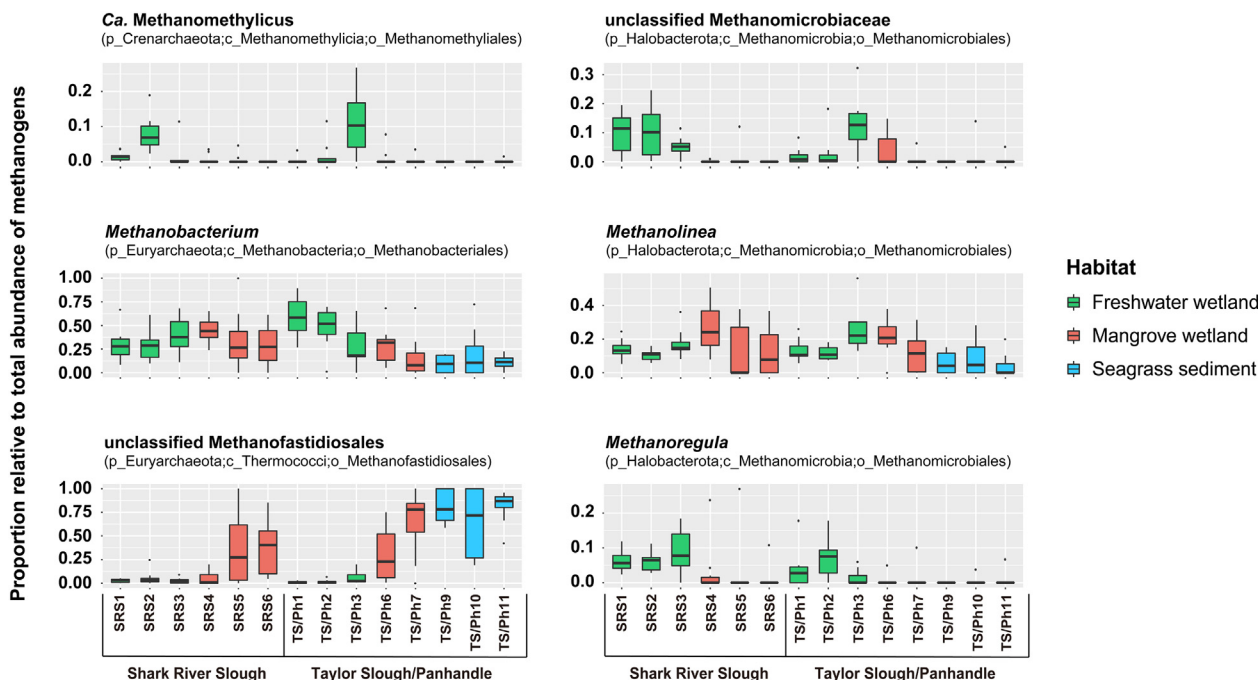 Proportion relative to total abundance of methanogens
Ca. Methanomethylicus
(p_Crenarchaeota;c_Methanomethylicia;o_Methanomethyliales)
0.2
0.1
0.0
unclassified Methanomicrobiaceae
(p_Halobacterota;c_Methanomicrobia;o_Methanomicrobiales)
0.3
0.2
0.1
0.0
Methanobacterium
(p_Euryarchaeota;c_Methanobacteria;o_Methanobacteriales)
1.00
0.75
0.50
0.25
0.00
Methanolinea
(p_Halobacterota;c_Methanomicrobia;o_Methanomicrobiales)
0.4
0.2
0.0
unclassified Methanofastidiosales
(p_Euryarchaeota;c_Thermococci;o_Methanofastidiosales)
1.00
0.75
0.50
0.25
0.00
SRS1
SRS2
SRS3
SRS4
SRS5
SRS6
TS/Ph1
TS/Ph2
TS/Ph3
TS/Ph6
TS/Ph7
TS/Ph9
TS/Ph10
TS/Ph11
Shark River Slough
Taylor Slough/Panhandle
Methanoregula
(p_Halobacterota;c_Methanomicrobia;o_Methanomicrobiales)
0.2
0.1
0.0
SRS1
SRS2
SRS3
SRS4
SRS5
SRS6
TS/Ph1
TS/Ph2
TS/Ph3
TS/Ph6
TS/Ph7
TS/Ph9
TS/Ph10
TS/Ph11
Shark River Slough
Taylor Slough/Panhandle
Habitat
Freshwater wetland
Mangrove wetland
Seagrass sediment